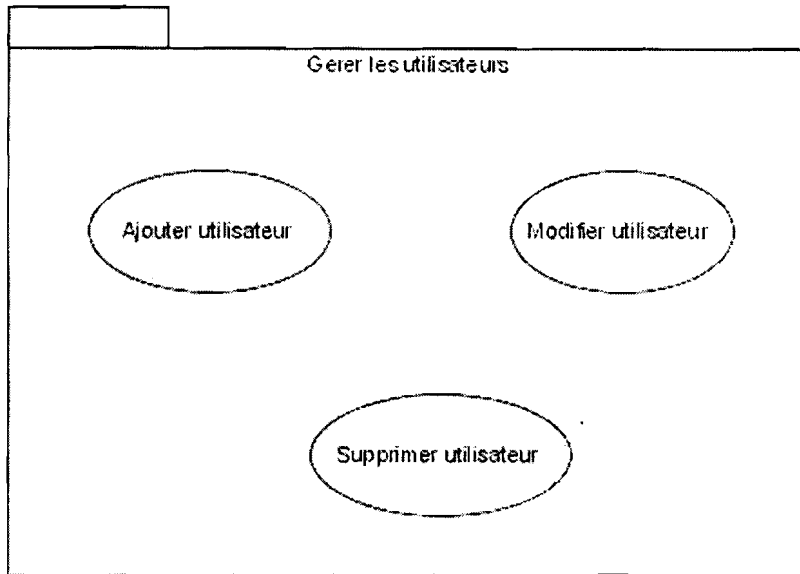 Gerer les utilisateurs
Ajouter utilisateur
Modifier utilisateur
Supprimer utilisateur